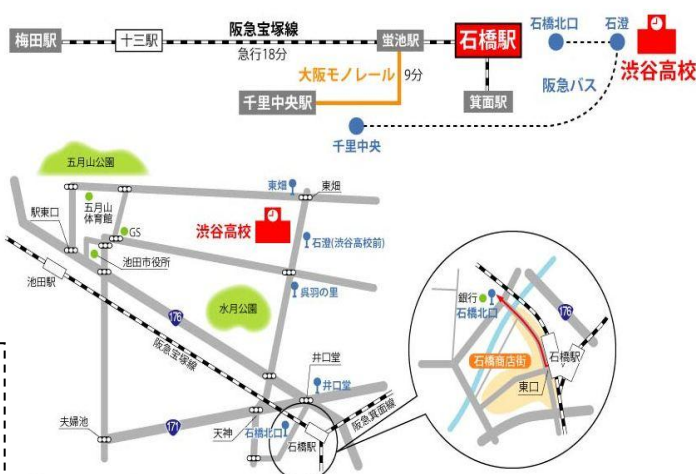 梅田駅
十三駅
阪急宝塚線
急行18分
蛍池駅
石橋駅
石橋北口
石澄
渋谷高校
大阪モノレール
9分
阪急バス
千里中央駅
箕面駅
千里中央
五月山公園
東畑
東畑
駅東口
五月山
体育館
GS
渋谷高校
石澄(渋谷高校前)
池田市役所
池田駅
呉羽の里
水月公園
176
阪急宝塚線
井口堂
井口堂
夫婦池
171
天神
石橋北口
石橋駅
阪急箕面線
銀行
石橋北口
176
石橋商店街
石橋駅
東口